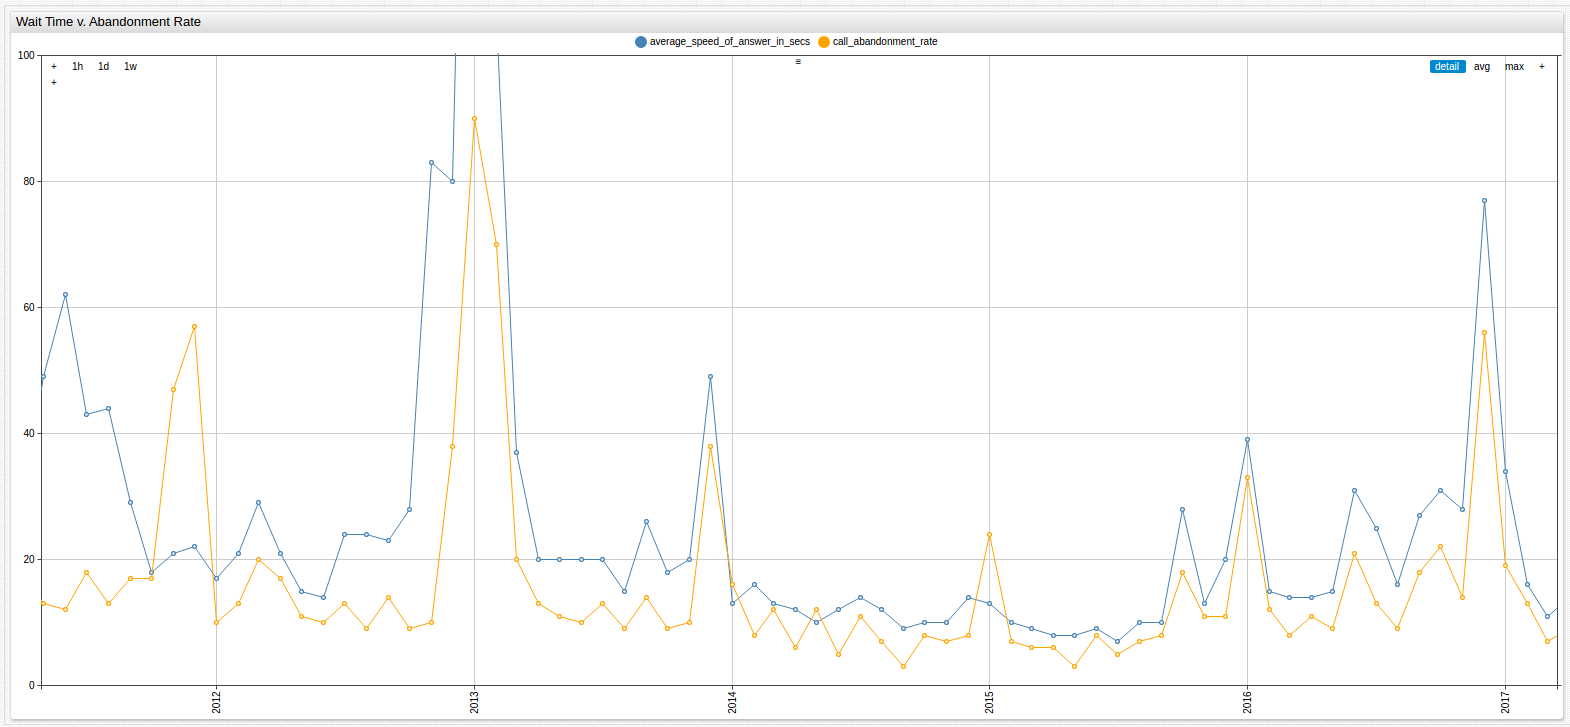 Wait Time v. Abandonment Rate
average_speed_of_answer_in_secs call_abandonment_rate
100
+ 1h 1d 1w
≡
detail avg max +
+
80
60
40
20
0
2012 2013 2014 2015 2016 2017